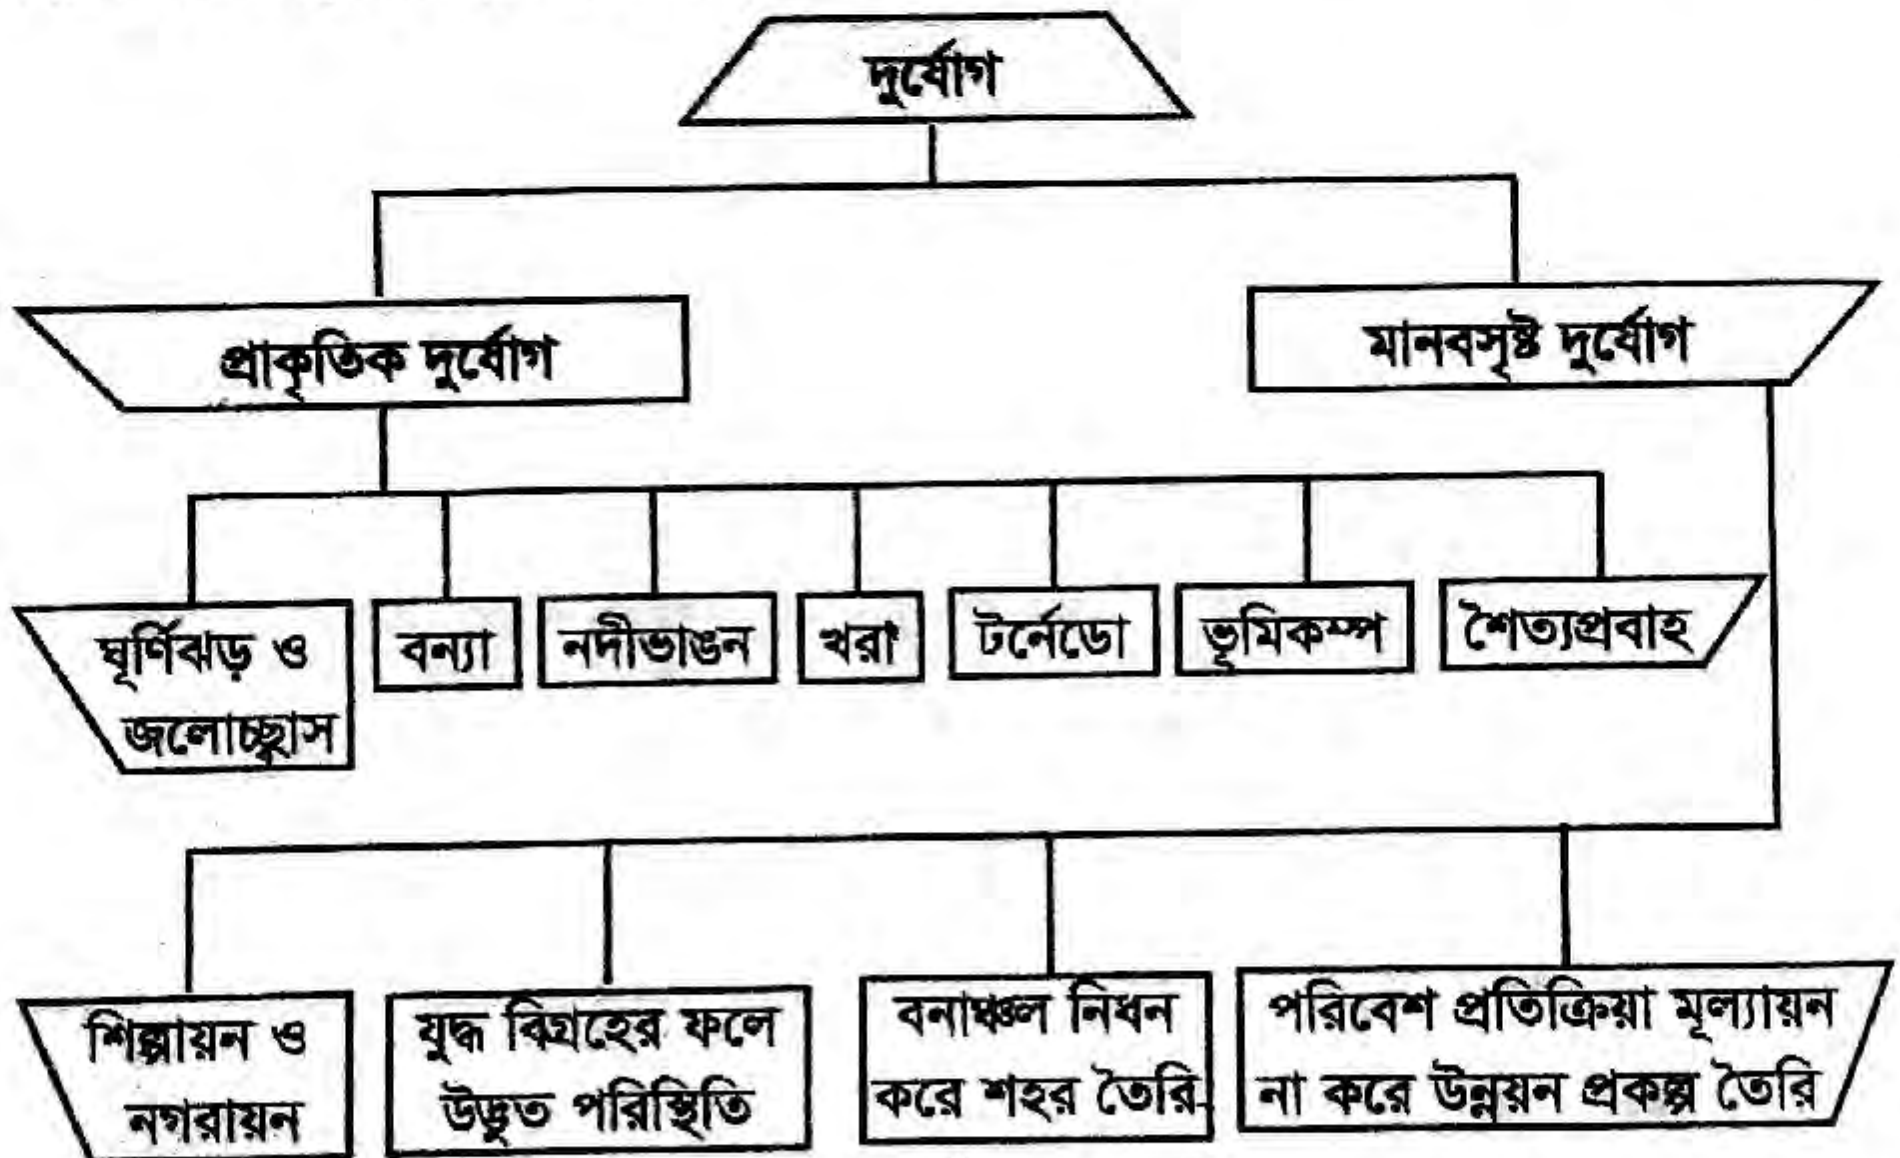 দুর্যোগ
প্রাকৃতিক দুর্যোগ
মানবসৃষ্ট দুর্যোগ
ঘূর্ণিঝড় ও
জলোচ্ছ্বাস
বন্যা
নদীভাঙন
খরা
টর্নেডো
ভূমিকম্প
শৈত্যপ্রবাহ
শিল্পায়ন ও
নগরায়ন
যুদ্ধ বিগ্রহের ফলে
উদ্ভুত পরিস্থিতি
বনাঞ্চল নিধন
করে শহর তৈরি
পরিবেশ প্রতিক্রিয়া মূল্যায়ন
না করে উন্নয়ন প্রকল্প তৈরি